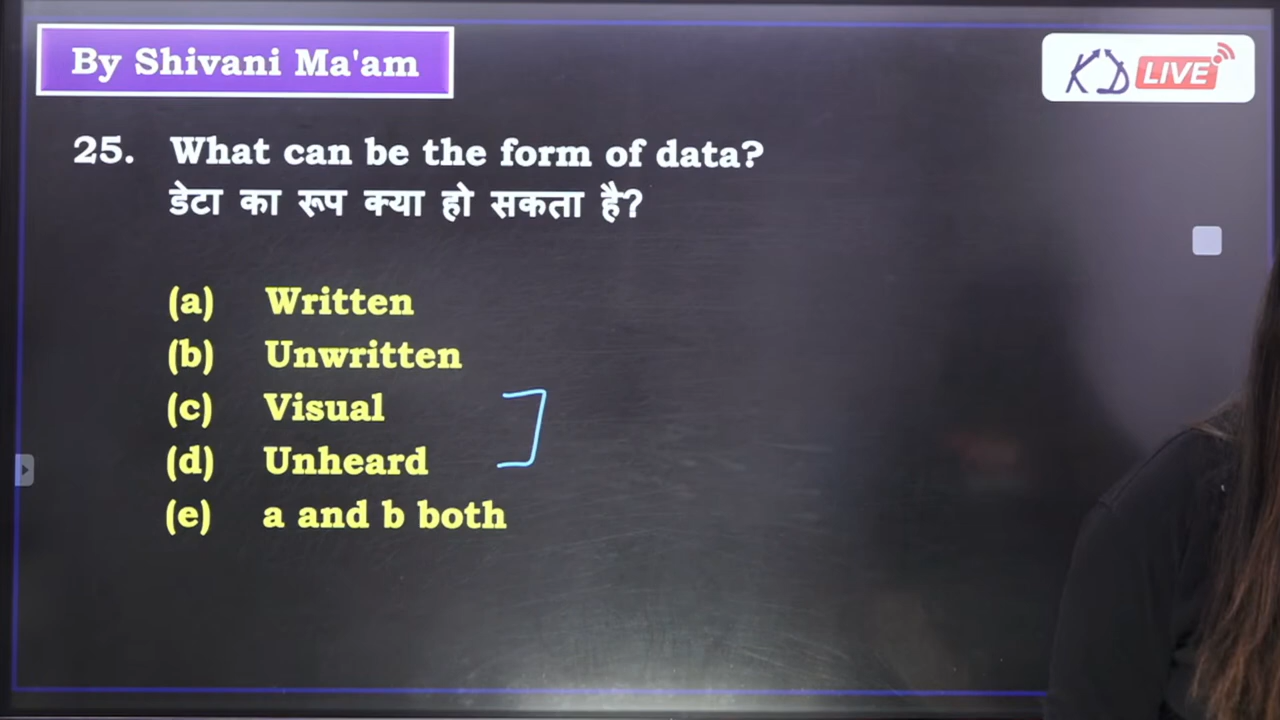 By Shivani Ma'am
KD LIVE
25. What can be the form of data?
डेटा का रूप क्या हो सकता है?
(a) Written
(b) Unwritten
(c) Visual
(d) Unheard
(e) a and b both